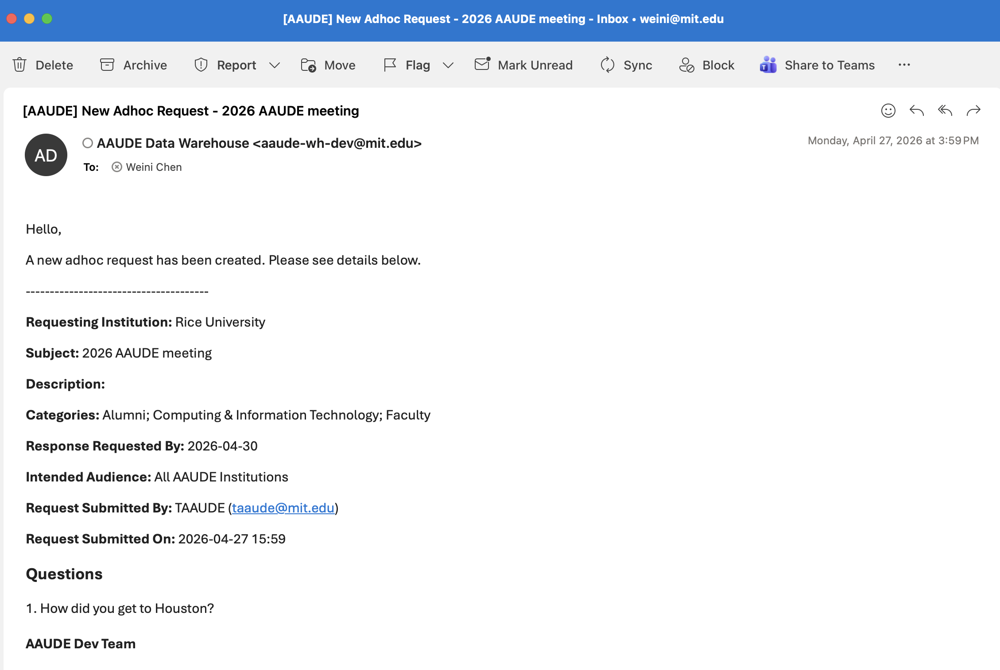 [AAUDE] New Adhoc Request - 2026 AAUDE meeting - Inbox • weini@mit.edu
Delete Archive Report Move Flag Mark Unread Sync Block Share to Teams ···
[AAUDE] New Adhoc Request - 2026 AAUDE meeting
AD
AAUDE Data Warehouse <aaude-wh-dev@mit.edu>
Monday, April 27, 2026 at 3:59 PM
To: Weini Chen
Hello,
A new adhoc request has been created. Please see details below.
--------------------------------------
Requesting Institution: Rice University
Subject: 2026 AAUDE meeting
Description:
Categories: Alumni; Computing & Information Technology; Faculty
Response Requested By: 2026-04-30
Intended Audience: All AAUDE Institutions
Request Submitted By: TAAUDE (taaude@mit.edu)
Request Submitted On: 2026-04-27 15:59
Questions
1. How did you get to Houston?
AAUDE Dev Team